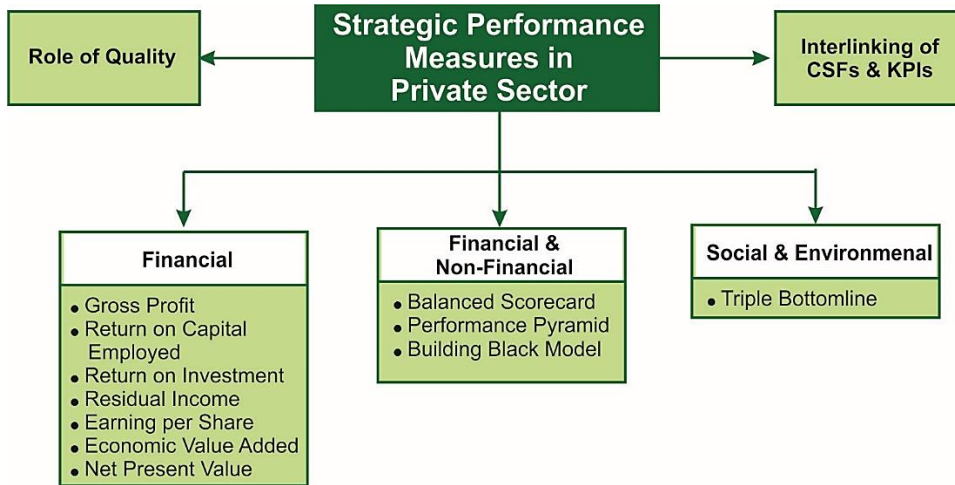 Role of Quality
Strategic Performance
Measures in
Private Sector
Interlinking of
CSFs & KPIs
Financial
• Gross Profit
• Return on Capital
Employed
• Return on Investment
• Residual Income
• Earning per Share
• Economic Value Added
• Net Present Value
Financial &
Non-Financial
• Balanced Scorecard
• Performance Pyramid
• Building Black Model
Social & Environmenal
• Triple Bottomline